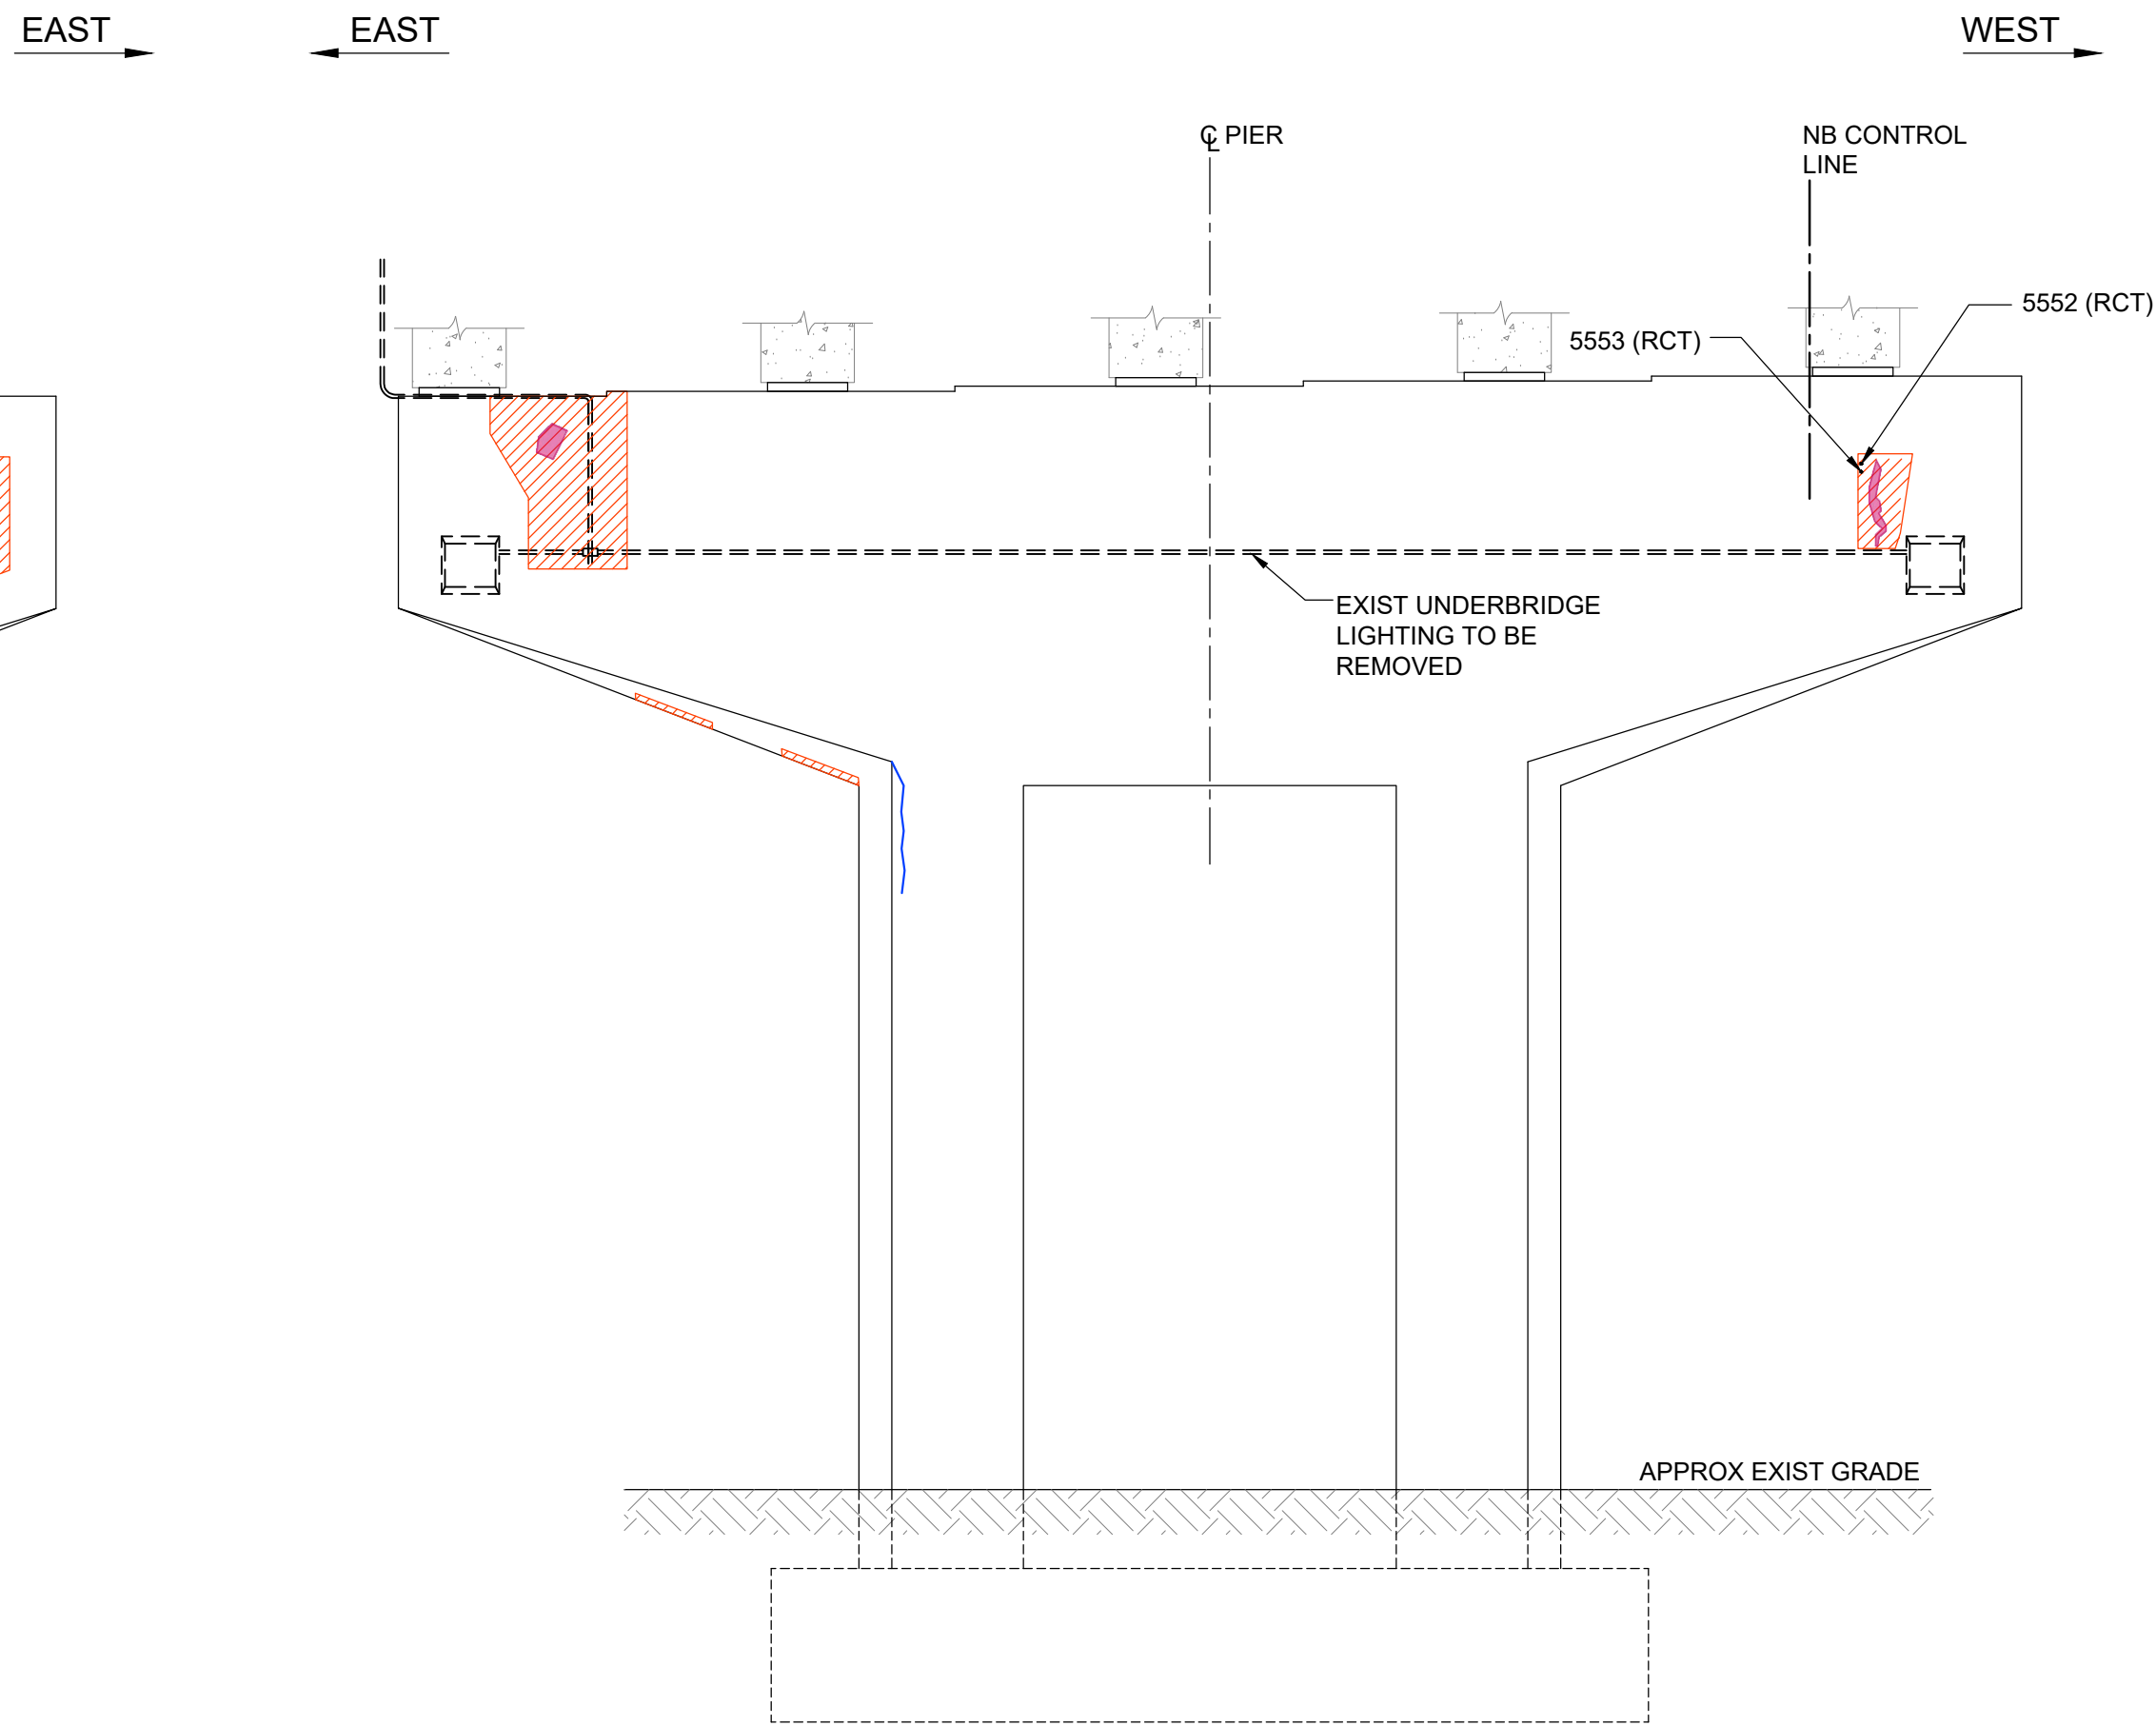 EAST
EAST
WEST
℄ PIER
NB CONTROL
LINE
5552 (RCT)
5553 (RCT)
EXIST UNDERBRIDGE
LIGHTING TO BE
REMOVED
APPROX EXIST GRADE